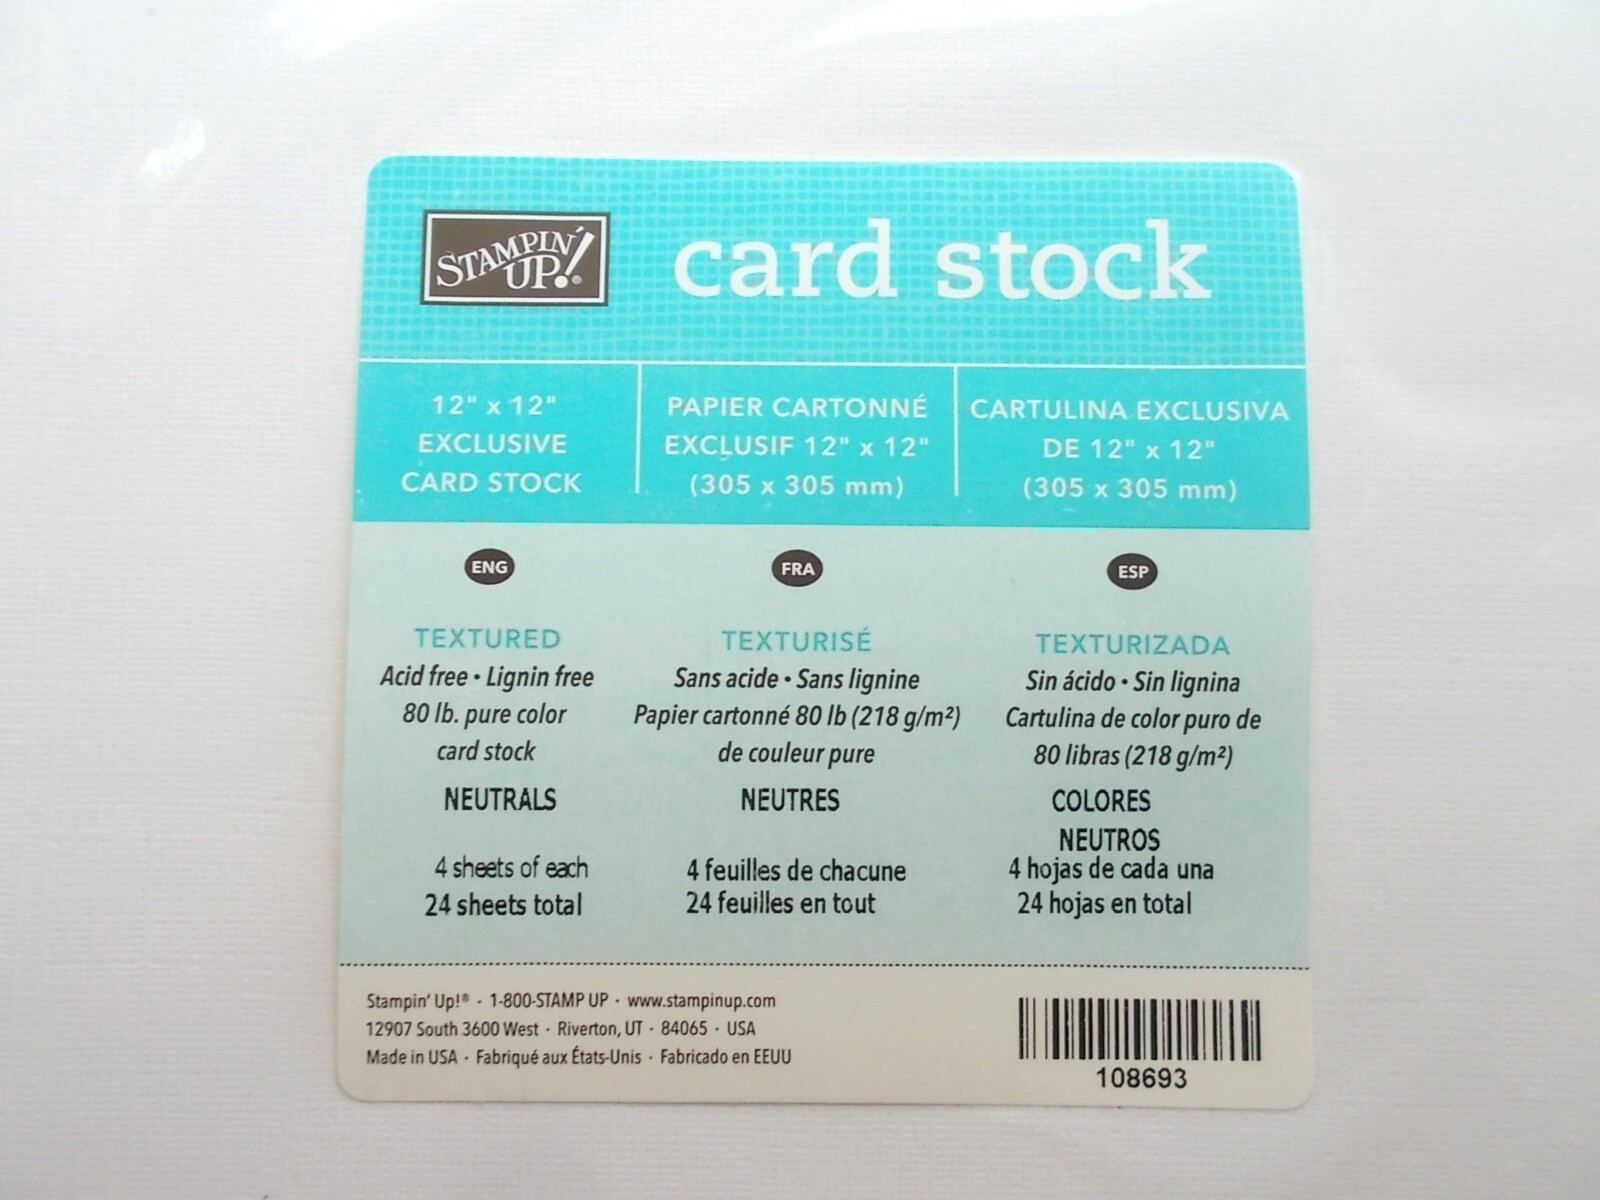 STAMPIN' UP!®
card stock
12" x 12"
EXCLUSIVE
CARD STOCK
PAPIER CARTONNÉ
EXCLUSIF 12" x 12"
(305 x 305 mm)
CARTULINA EXCLUSIVA
DE 12" x 12"
(305 x 305 mm)
ENG
TEXTURED
Acid free • Lignin free
80 lb. pure color
card stock
NEUTRALS
4 sheets of each
24 sheets total
FRA
TEXTURISÉ
Sans acide • Sans lignine
Papier cartonné 80 lb (218 g/m²)
de couleur pure
NEUTRES
4 feuilles de chacune
24 feuilles en tout
ESP
TEXTURIZADA
Sin ácido • Sin lignina
Cartulina de color puro de
80 libras (218 g/m²)
COLORES
NEUTROS
4 hojas de cada una
24 hojas en total
Stampin' Up!® · 1-800-STAMP UP · www.stampinup.com
12907 South 3600 West · Riverton, UT · 84065 · USA
Made in USA · Fabriqué aux États-Unis · Fabricado en EEUU
108693